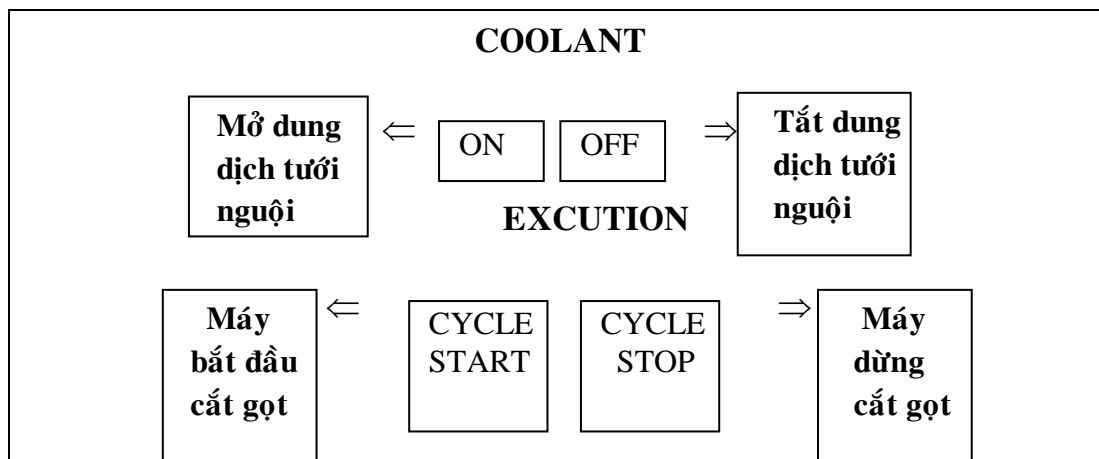 COOLANT
Mở dung
dịch tưới
nguội
⇐
ON
OFF
⇒
Tắt dung
dịch tưới
nguội
EXCUTION
Máy
bắt đầu
cắt gọt
⇐
CYCLE
START
CYCLE
STOP
⇒
Máy
dừng
cắt gọt